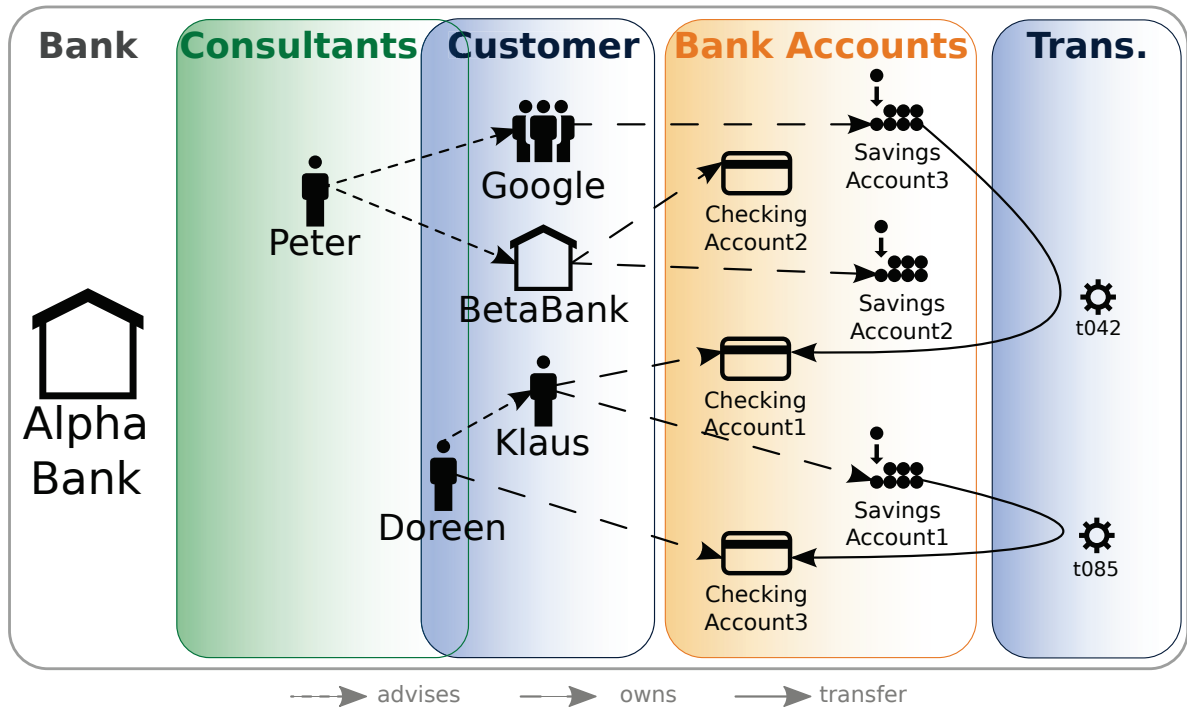 Bank
Consultants
Customer
Bank Accounts
Trans.
Google
Peter
BetaBank
Klaus
Doreen
Alpha
Bank
Savings
Account3
Checking
Account2
Savings
Account2
Checking
Account1
Savings
Account1
Checking
Account3
t042
t085
advises
owns
transfer